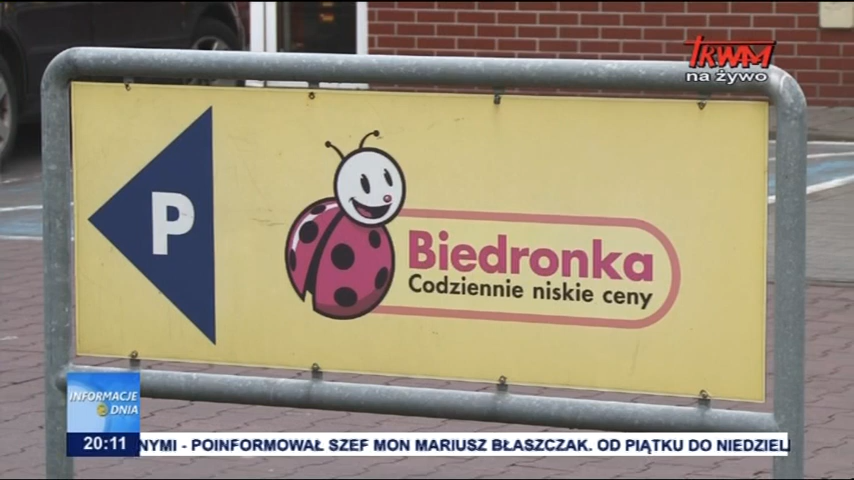 TRWAM
na żywo
P
Biedronka
Codziennie niskie ceny
INFORMACJE
DNIA
20:11
NYMI - POINFORMOWAŁ SZEF MON MARIUSZ BŁASZCZAK. OD PIĄTKU DO NIEDZIELI